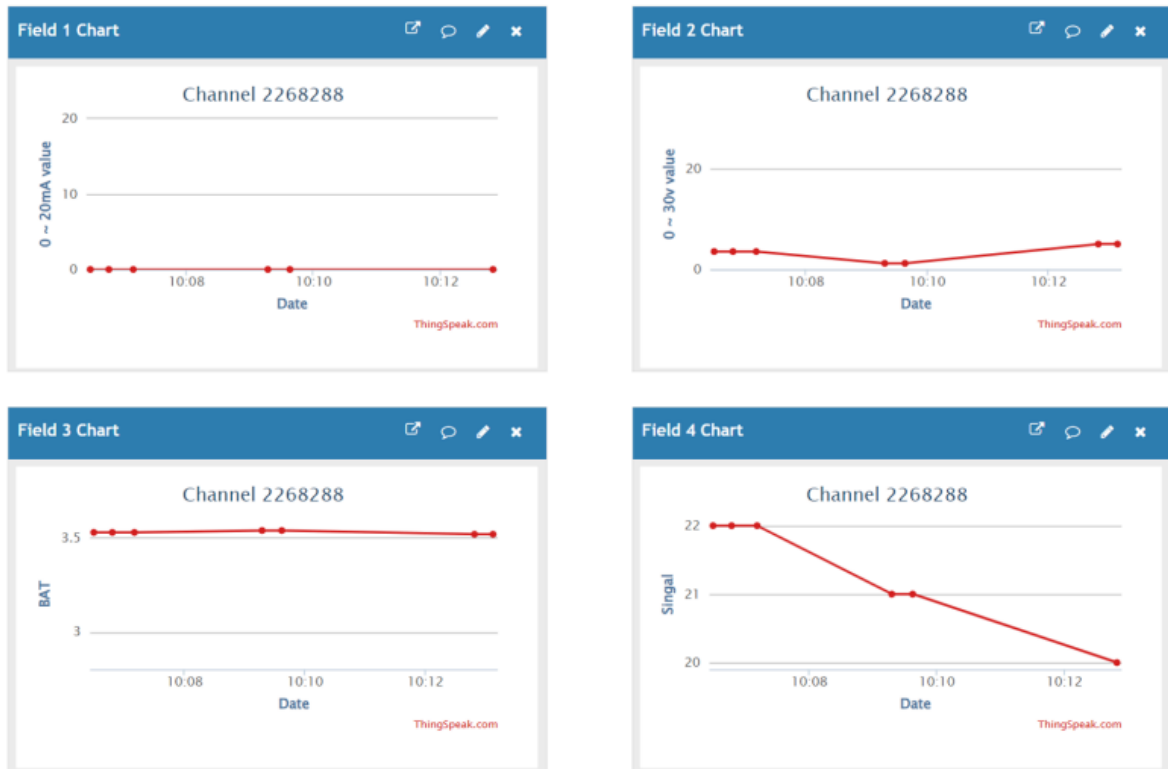 Field 1 Chart
Channel 2268288
0 ~ 20mA value
20
10
0
10:08
10:10
10:12
Date
ThingSpeak.com
Field 2 Chart
Channel 2268288
0 ~ 30v value
20
0
10:08
10:10
10:12
Date
ThingSpeak.com
Field 3 Chart
Channel 2268288
BAT
3.5
3
10:08
10:10
10:12
Date
ThingSpeak.com
Field 4 Chart
Channel 2268288
Singal
22
21
20
10:08
10:10
10:12
Date
ThingSpeak.com